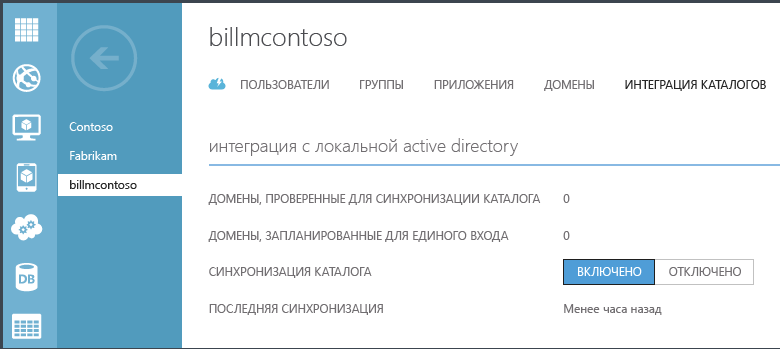 billmcontoso
ПОЛЬЗОВАТЕЛИ ГРУППЫ ПРИЛОЖЕНИЯ ДОМЕНЫ ИНТЕГРАЦИЯ КАТАЛОГОВ
Contoso
Fabrikam
billmcontoso
DB
интеграция с локальной active directory
ДОМЕНЫ, ПРОВЕРЕННЫЕ ДЛЯ СИНХРОНИЗАЦИИ КАТАЛОГА 0
ДОМЕНЫ, ЗАПЛАНИРОВАННЫЕ ДЛЯ ЕДИНОГО ВХОДА 0
СИНХРОНИЗАЦИЯ КАТАЛОГА ВКЛЮЧЕНО ОТКЛЮЧЕНО
ПОСЛЕДНЯЯ СИНХРОНИЗАЦИЯ Менее часа назад